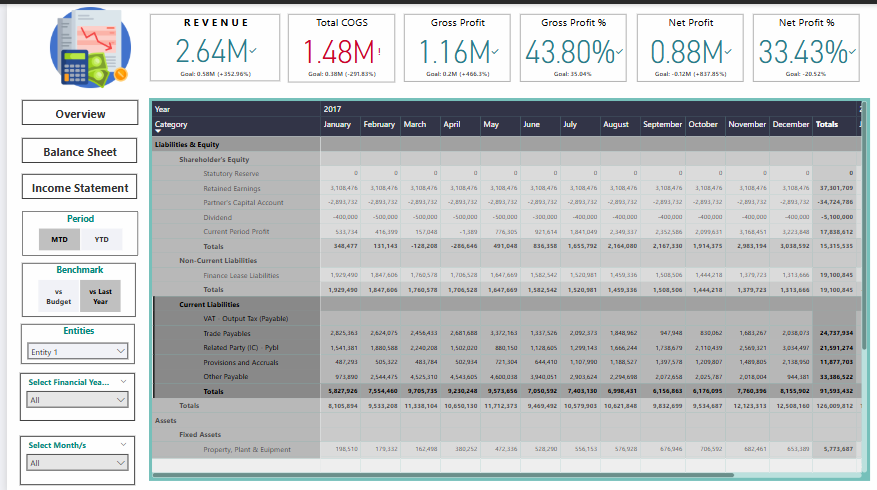 REVENUE
2.64M✓
Goal: 0.58M (+352.96%)
Total COGS
1.48M!
Goal: 0.38M (-291.83%)
Gross Profit
1.16M✓
Goal: 0.2M (+466.3%)
Gross Profit %
43.80%✓
Goal: 35.04%
Net Profit
0.88M✓
Goal: -0.12M (+837.85%)
Net Profit %
33.43%✓
Goal: -20.52%
Overview
Balance Sheet
Income Statement
Period
MTD YTD
Benchmark
vs Budget
vs Last Year
Entities
Entity 1
Select Financial Yea...
All
Select Month/s
All
Year 2017
Category January February March April May June July August September October November December Totals
Liabilities & Equity
Shareholder's Equity
Statutory Reserve 0 0 0 0 0 0 0 0 0 0 0 0 0
Retained Earnings 3,108,476 3,108,476 3,108,476 3,108,476 3,108,476 3,108,476 3,108,476 3,108,476 3,108,476 3,108,476 3,108,476 3,108,476 37,301,709
Partner's Capital Account -2,893,732 -2,893,732 -2,893,732 -2,893,732 -2,893,732 -2,893,732 -2,893,732 -2,893,732 -2,893,732 -2,893,732 -2,893,732 -2,893,732 -34,724,786
Dividend -400,000 -500,000 -500,000 -500,000 -500,000 -300,000 -400,000 -400,000 -400,000 -400,000 -400,000 -400,000 -5,100,000
Current Period Profit 533,734 416,399 157,048 -1,389 776,305 921,614 1,841,049 2,349,337 2,352,586 2,099,631 3,168,451 3,223,848 17,838,612
Totals 348,477 131,143 -128,208 -286,646 491,048 836,358 1,655,792 2,164,080 2,167,330 1,914,375 2,983,194 3,038,592 15,315,535
Non-Current Liabilities
Finance Lease Liabilities 1,929,490 1,847,606 1,760,578 1,706,528 1,647,669 1,582,542 1,520,981 1,459,336 1,508,506 1,444,218 1,379,723 1,313,666 19,100,845
Totals 1,929,490 1,847,606 1,760,578 1,706,528 1,647,669 1,582,542 1,520,981 1,459,336 1,508,506 1,444,218 1,379,723 1,313,666 19,100,845
Current Liabilities
VAT - Output Tax (Payable)
Trade Payables 2,825,363 2,624,075 2,456,433 2,681,688 3,372,163 1,337,526 2,092,373 1,848,962 947,948 830,062 1,683,267 2,038,073 24,737,934
Related Party (IC) - Pybl 1,541,381 1,880,588 2,240,208 1,502,020 880,150 1,128,605 1,299,143 1,666,244 1,738,679 2,110,439 2,569,321 3,034,497 21,591,274
Provisions and Accruals 487,293 505,322 483,784 502,934 721,304 644,410 1,107,990 1,188,527 1,397,578 1,209,807 1,489,805 2,138,950 11,877,703
Other Payable 973,890 2,544,475 4,525,310 4,543,605 4,600,038 3,940,051 2,903,624 2,294,698 2,072,658 2,025,787 2,018,004 944,381 33,386,522
Totals 5,827,926 7,554,460 9,705,735 9,230,248 9,573,656 7,050,592 7,403,130 6,998,431 6,156,863 6,176,095 7,760,396 8,155,902 91,593,432
Totals 8,105,894 9,533,208 11,338,104 10,650,130 11,712,373 9,469,492 10,579,903 10,621,848 9,832,699 9,534,687 12,123,313 12,508,160 126,009,812
Assets
Fixed Assets
Property, Plant & Euipment 198,510 179,332 162,498 380,252 472,336 528,290 556,153 576,928 676,946 706,592 682,461 653,389 5,773,687